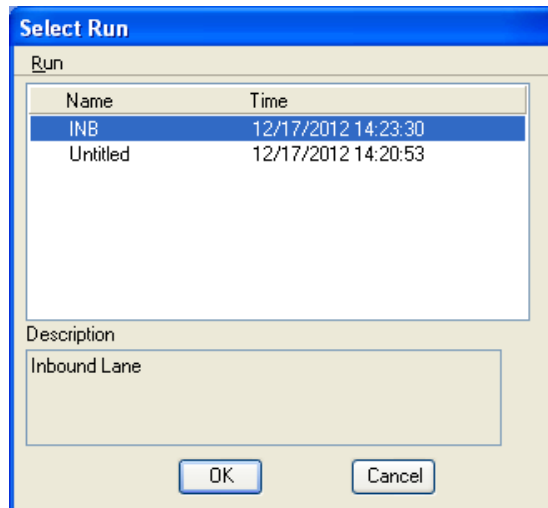 Select Run
Run
Name Time
INB 12/17/2012 14:23:30
Untitled 12/17/2012 14:20:53
Description
Inbound Lane
OK Cancel